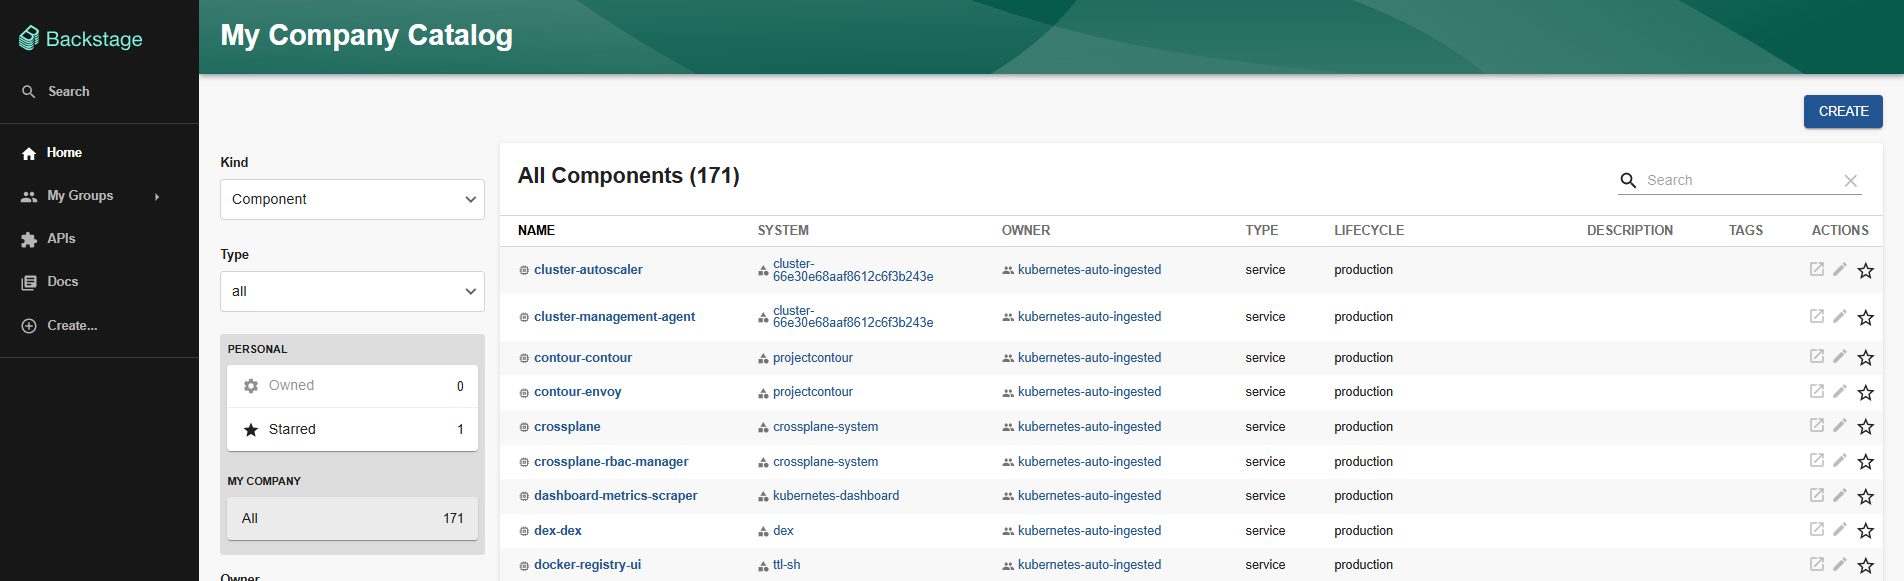 Backstage
Search
Home
My Groups
APIs
Docs
Create...
My Company Catalog
CREATE
Kind
Component
Type
all
PERSONAL
Owned 0
Starred 1
MY COMPANY
All 171
Owner
All Components (171)
Search
NAME SYSTEM OWNER TYPE LIFECYCLE DESCRIPTION TAGS ACTIONS
cluster-autoscaler cluster-66e30e68aaf8612c6f3b243e kubernetes-auto-ingested service production
cluster-management-agent cluster-66e30e68aaf8612c6f3b243e kubernetes-auto-ingested service production
contour-contour projectcontour kubernetes-auto-ingested service production
contour-envoy projectcontour kubernetes-auto-ingested service production
crossplane crossplane-system kubernetes-auto-ingested service production
crossplane-rbac-manager crossplane-system kubernetes-auto-ingested service production
dashboard-metrics-scraper kubernetes-dashboard kubernetes-auto-ingested service production
dex-dex dex kubernetes-auto-ingested service production
docker-registry-ui ttl-sh kubernetes-auto-ingested service production